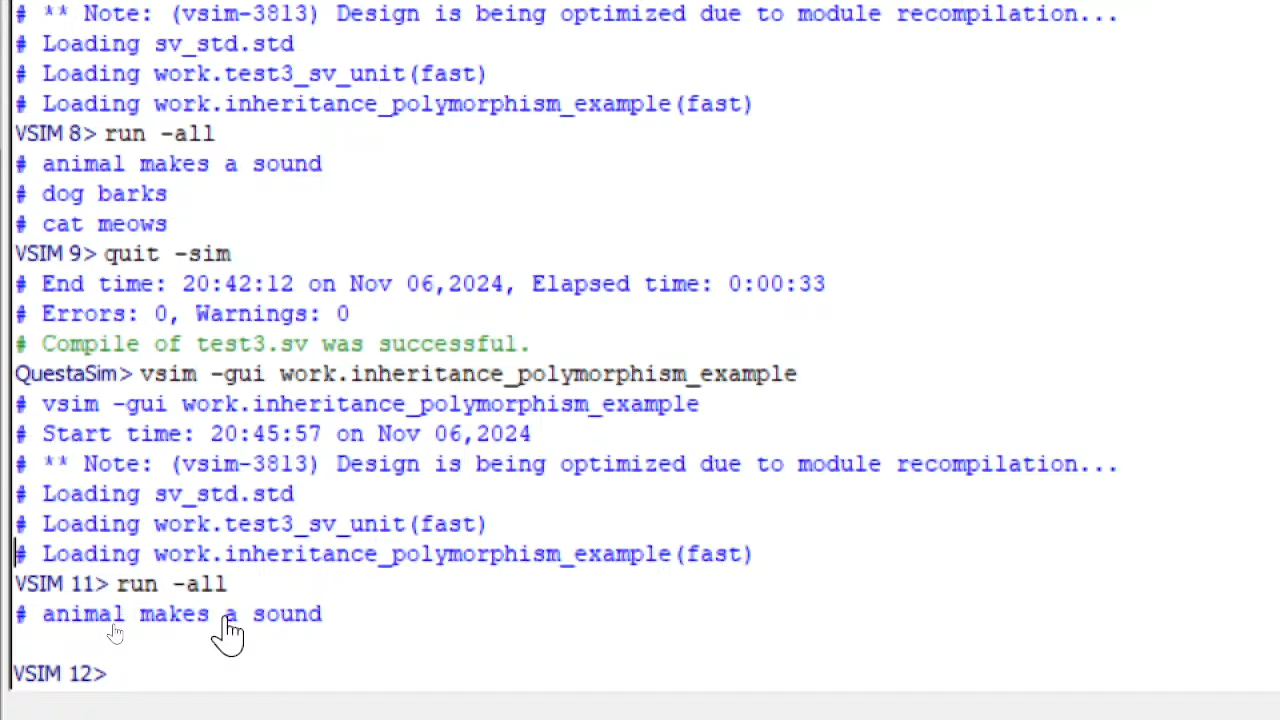 # ** Note: (vsim-3813) Design is being optimized due to module recompilation...
# Loading sv_std.std
# Loading work.test3_sv_unit(fast)
# Loading work.inheritance_polymorphism_example(fast)
VSIM 8> run -all
# animal makes a sound
# dog barks
# cat meows
VSIM 9> quit -sim
# End time: 20:42:12 on Nov 06,2024, Elapsed time: 0:00:33
# Errors: 0, Warnings: 0
# Compile of test3.sv was successful.
QuestaSim> vsim -gui work.inheritance_polymorphism_example
# vsim -gui work.inheritance_polymorphism_example
# Start time: 20:45:57 on Nov 06,2024
# ** Note: (vsim-3813) Design is being optimized due to module recompilation...
# Loading sv_std.std
# Loading work.test3_sv_unit(fast)
# Loading work.inheritance_polymorphism_example(fast)
VSIM 11> run -all
# animal makes a sound
VSIM 12>